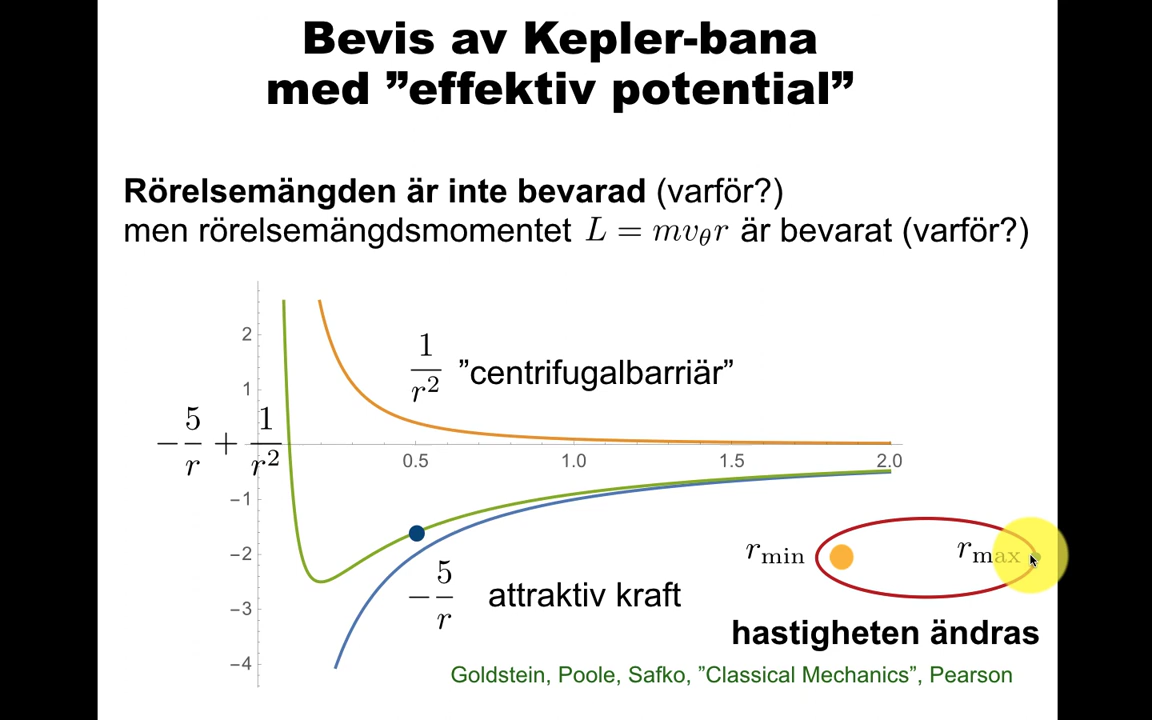 Bevis av Kepler-bana
med ”effektiv potential”
Rörelsemängden är inte bevarad (varför?)
men rörelsemängdsmomentet L = mv_θ r är bevarat (varför?)
2
1
−1
−2
−3
−4
0.5
1.0
1.5
2.0
1/r² ”centrifugalbarriär”
−5/r + 1/r²
−5/r attraktiv kraft
r_min
r_max
hastigheten ändras
Goldstein, Poole, Safko, ”Classical Mechanics”, Pearson